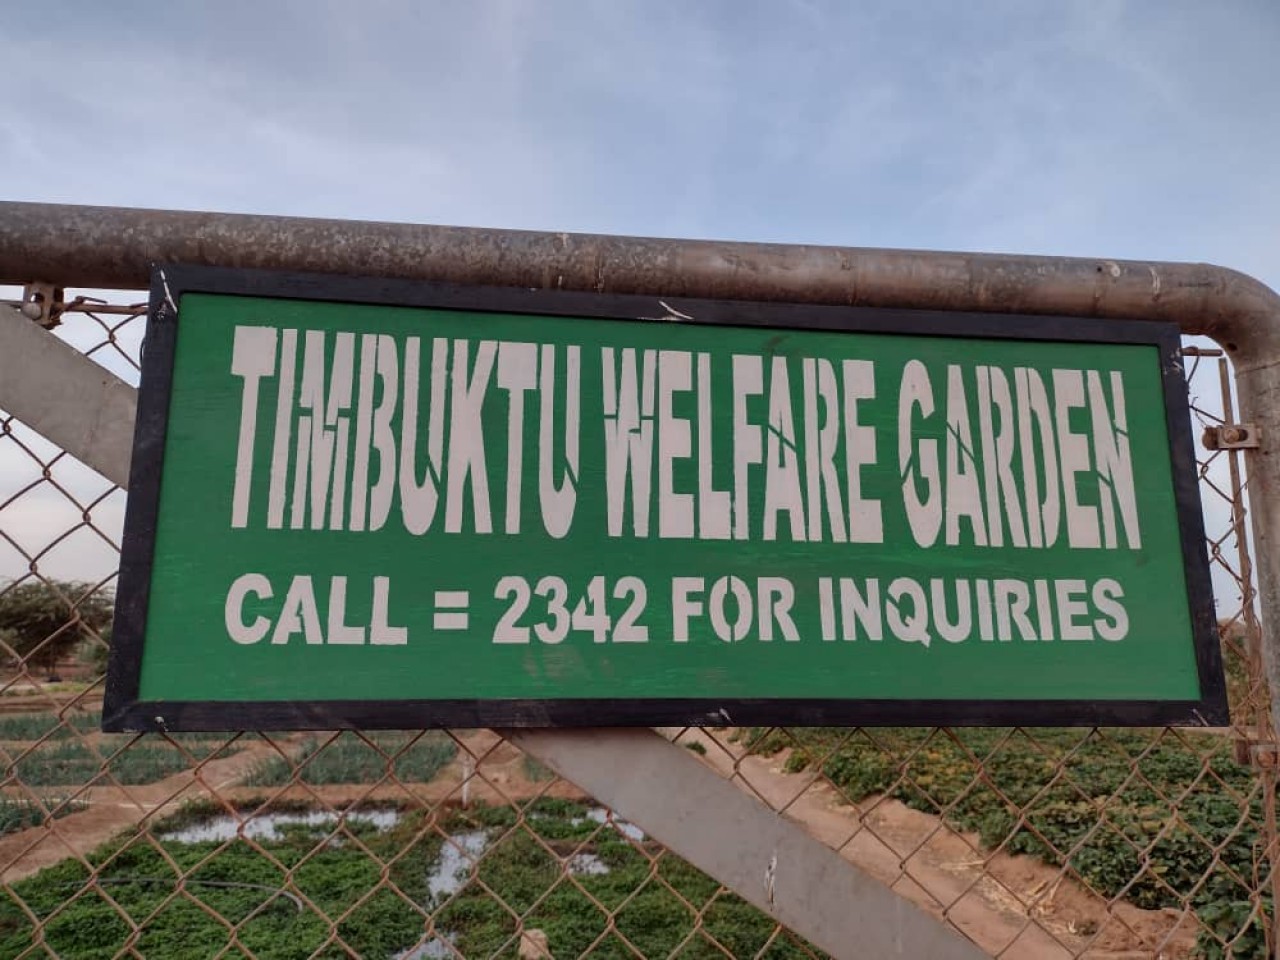 TIMBUKTU WELFARE GARDEN
CALL = 2342 FOR INQUIRIES